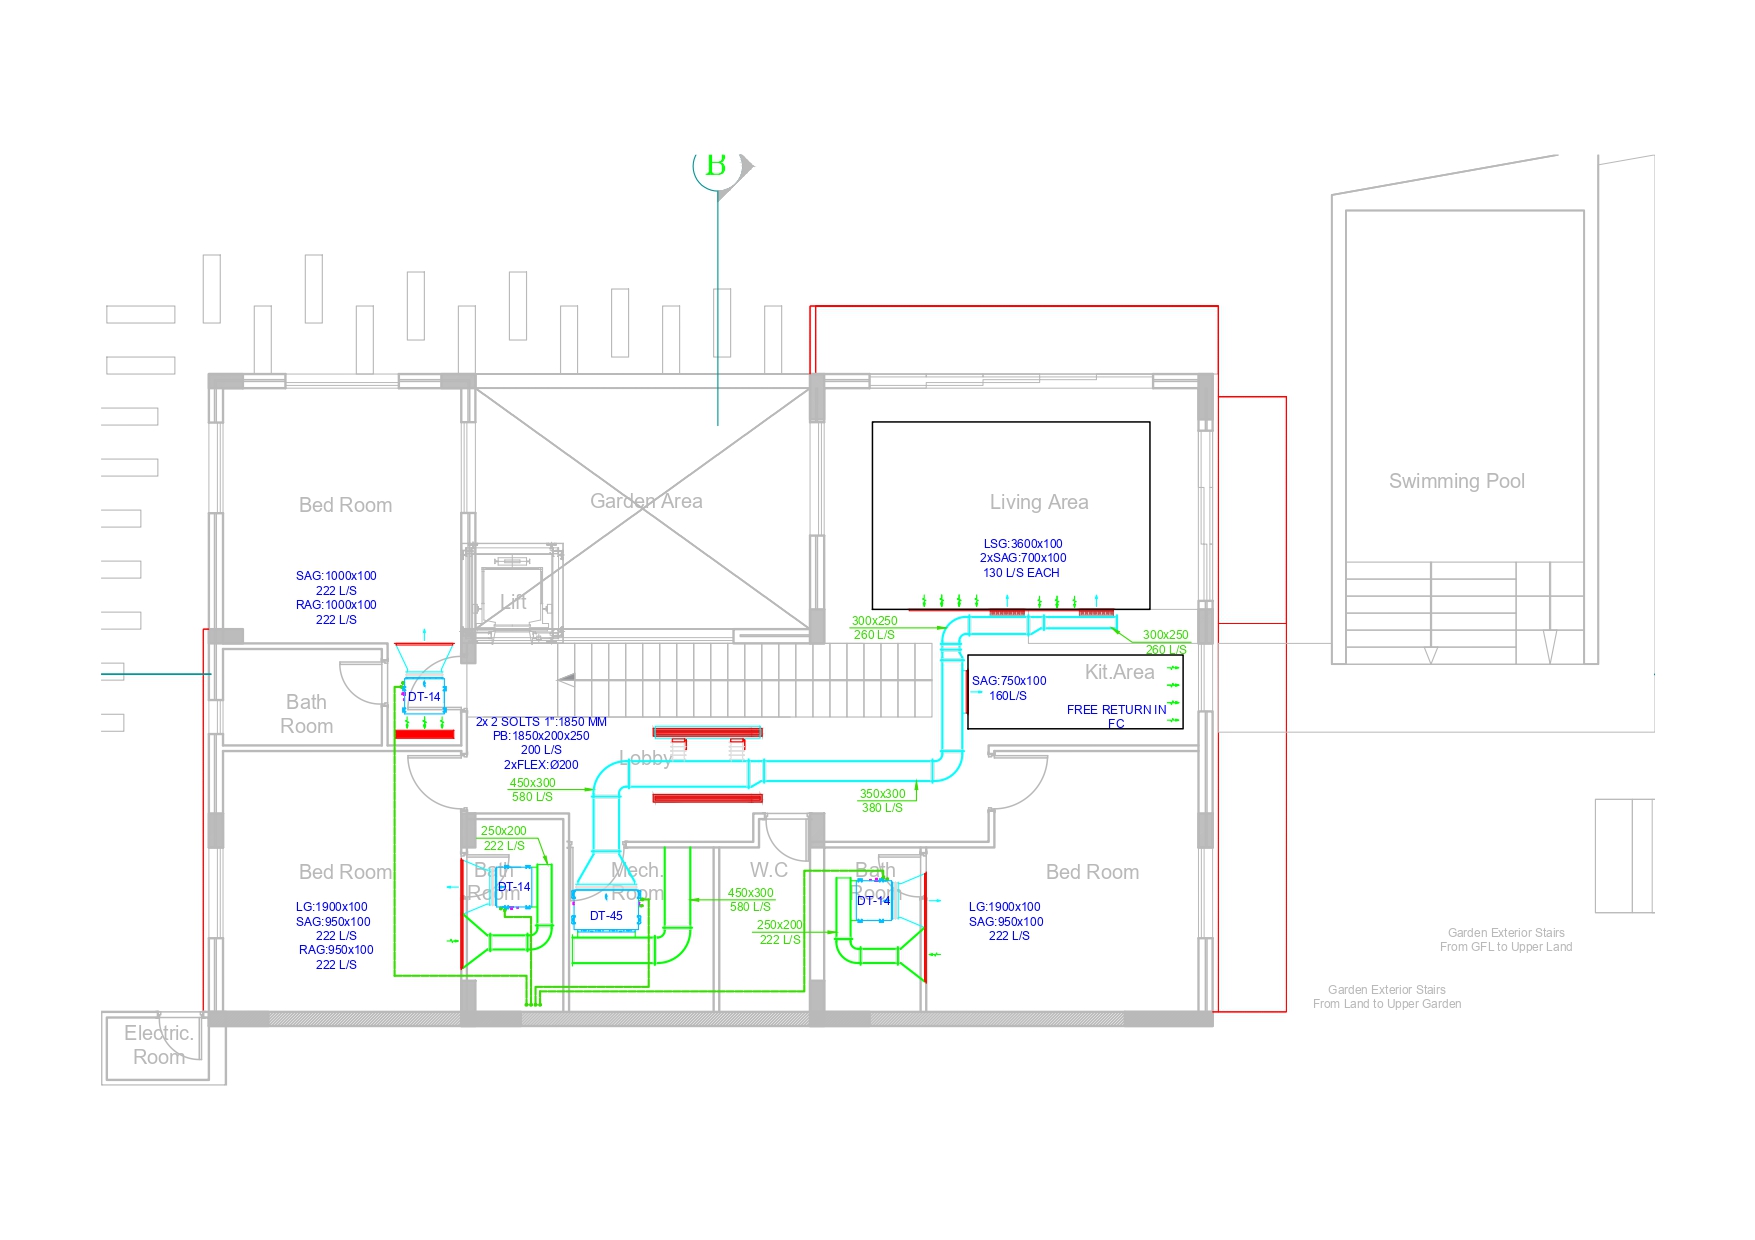 B
Swimming Pool
Bed Room
Garden Area
Living Area
LSG:3600x100
2xSAG:700x100
130 L/S EACH
SAG:1000x100
222 L/S
RAG:1000x100
222 L/S
Lift
300x250
260 L/S
300x250
260 L/S
Kit.Area
SAG:750x100
160L/S
FREE RETURN IN
FC
Bath
Room
DT-14
2x 2 SOLTS 1":1850 MM
PB:1850x200x250
200 L/S
2xFLEX:Ø200
Lobby
450x300
580 L/S
350x300
380 L/S
250x200
222 L/S
Bed Room
LG:1900x100
SAG:950x100
222 L/S
RAG:950x100
222 L/S
Bath
Room
DT-14
Mech.
Room
DT-45
W.C
450x300
580 L/S
250x200
222 L/S
Bath
Room
DT-14
Bed Room
LG:1900x100
SAG:950x100
222 L/S
Garden Exterior Stairs
From GFL to Upper Land
Garden Exterior Stairs
From Land to Upper Garden
Electric.
Room